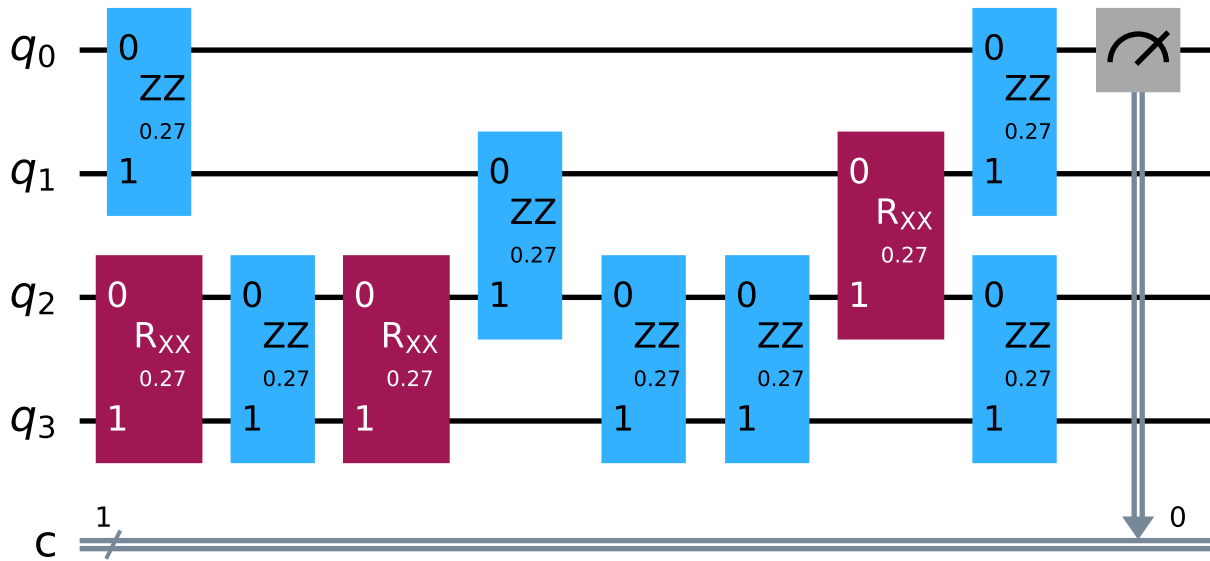 q0 0 ZZ 0.27 1 0 ZZ 0.27 1
q1 0 ZZ 0.27 1 0 RXX 0.27 1
q2 0 RXX 0.27 1 0 ZZ 0.27 1 0 RXX 0.27 1 0 ZZ 0.27 1 0 ZZ 0.27 1 0 ZZ 0.27 1
q3
c 1 0